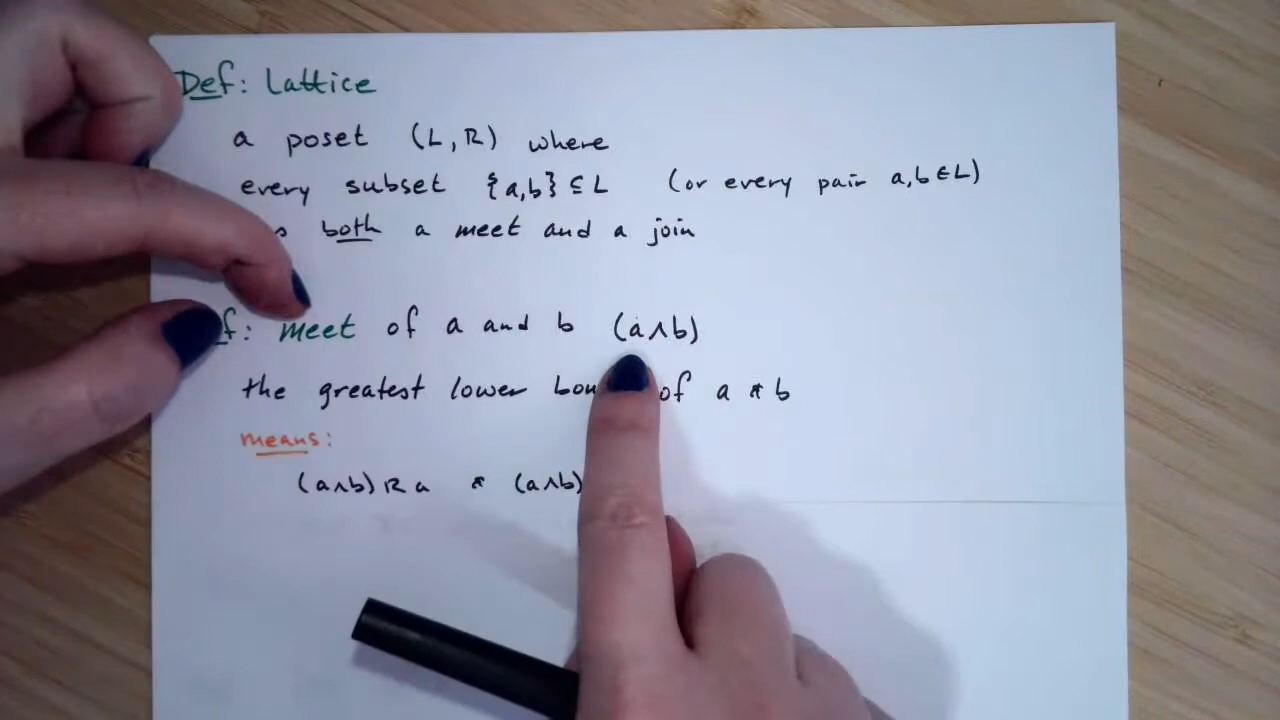 Def: Lattice
a poset (L, R) where
every subset {a,b} ⊆ L (or every pair a,b ∈ L)
both a meet and a join
meet of a and b (a∧b)
the greatest lower of a & b
means:
(a∧b) R a & (a∧b)